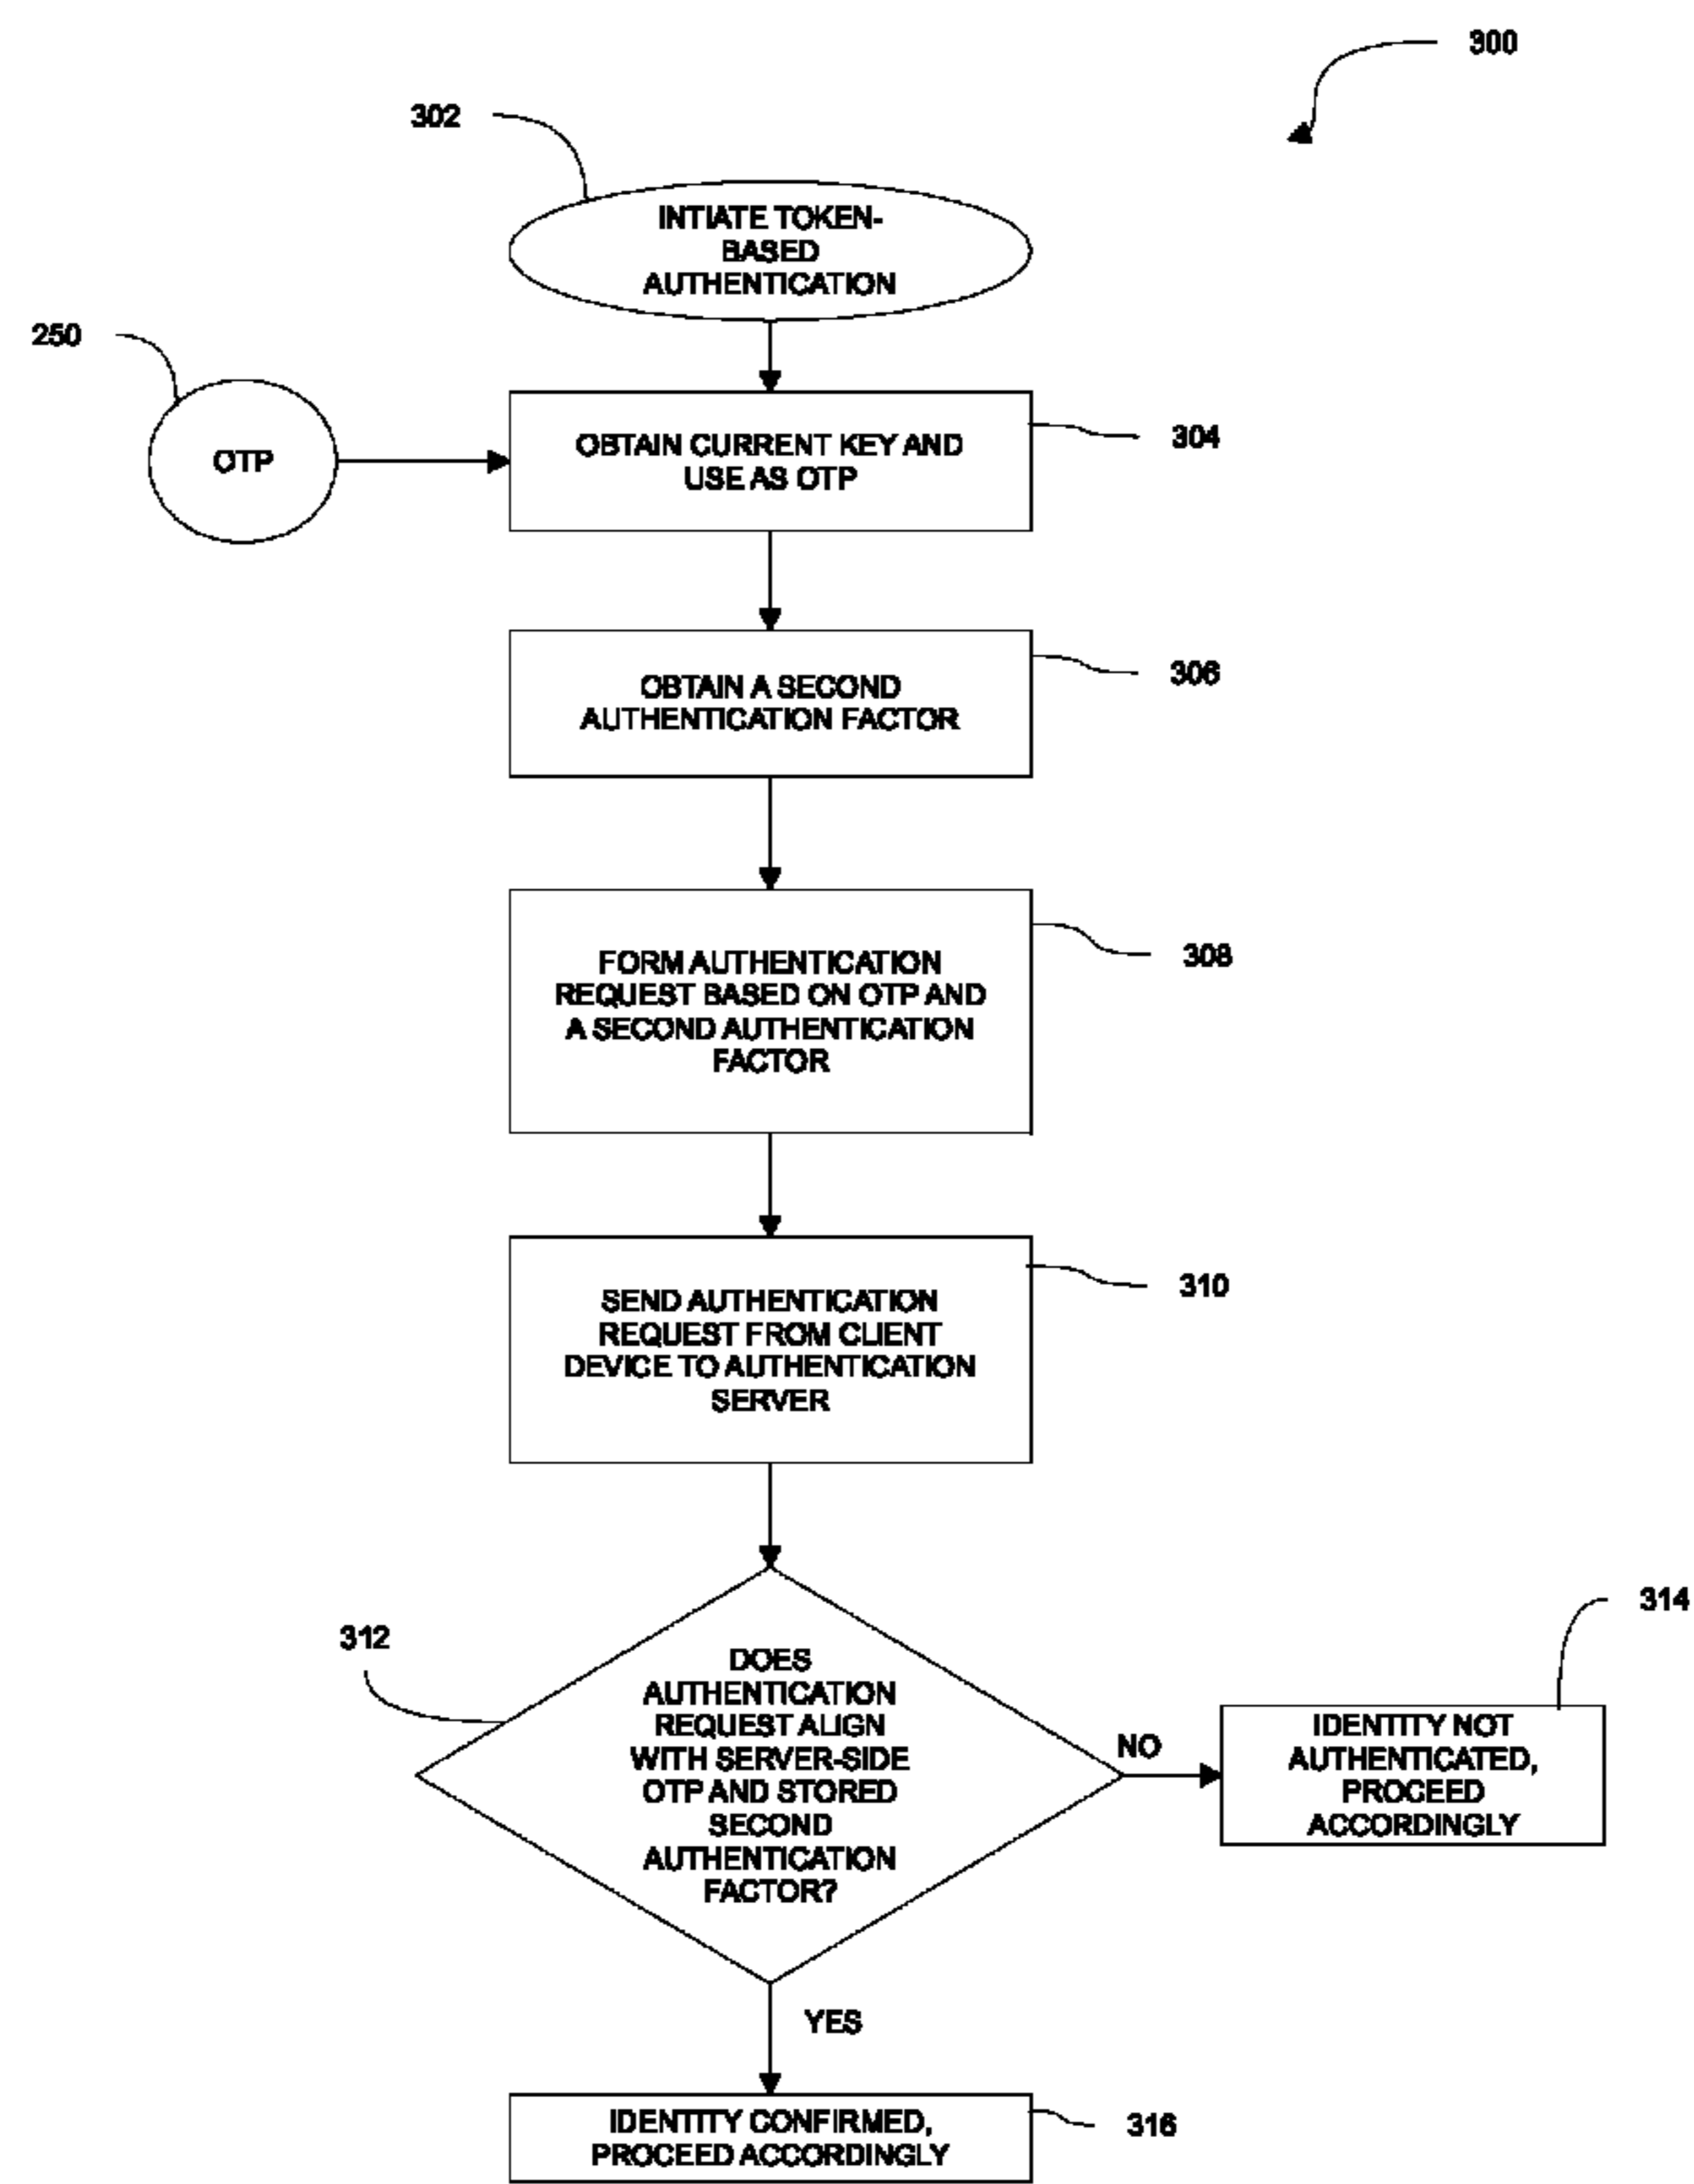 300
302
INTIATE TOKEN-
BASED
AUTHENTICATION
250
OTP
OBTAIN CURRENT KEY AND
USE AS OTP
304
OBTAIN A SECOND
AUTHENTICATION FACTOR
306
FORM AUTHENTICATION
REQUEST BASED ON OTP AND
A SECOND AUTHENTICATION
FACTOR
308
SEND AUTHENTICATION
REQUEST FROM CLIENT
DEVICE TO AUTHENTICATION
SERVER
310
312
DOES
AUTHENTICATION
REQUEST ALIGN
WITH SERVER-SIDE
OTP AND STORED
SECOND
AUTHENTICATION
FACTOR?
NO
314
IDENTITY NOT
AUTHENTICATED,
PROCEED
ACCORDINGLY
YES
IDENTITY CONFIRMED,
PROCEED ACCORDINGLY
316